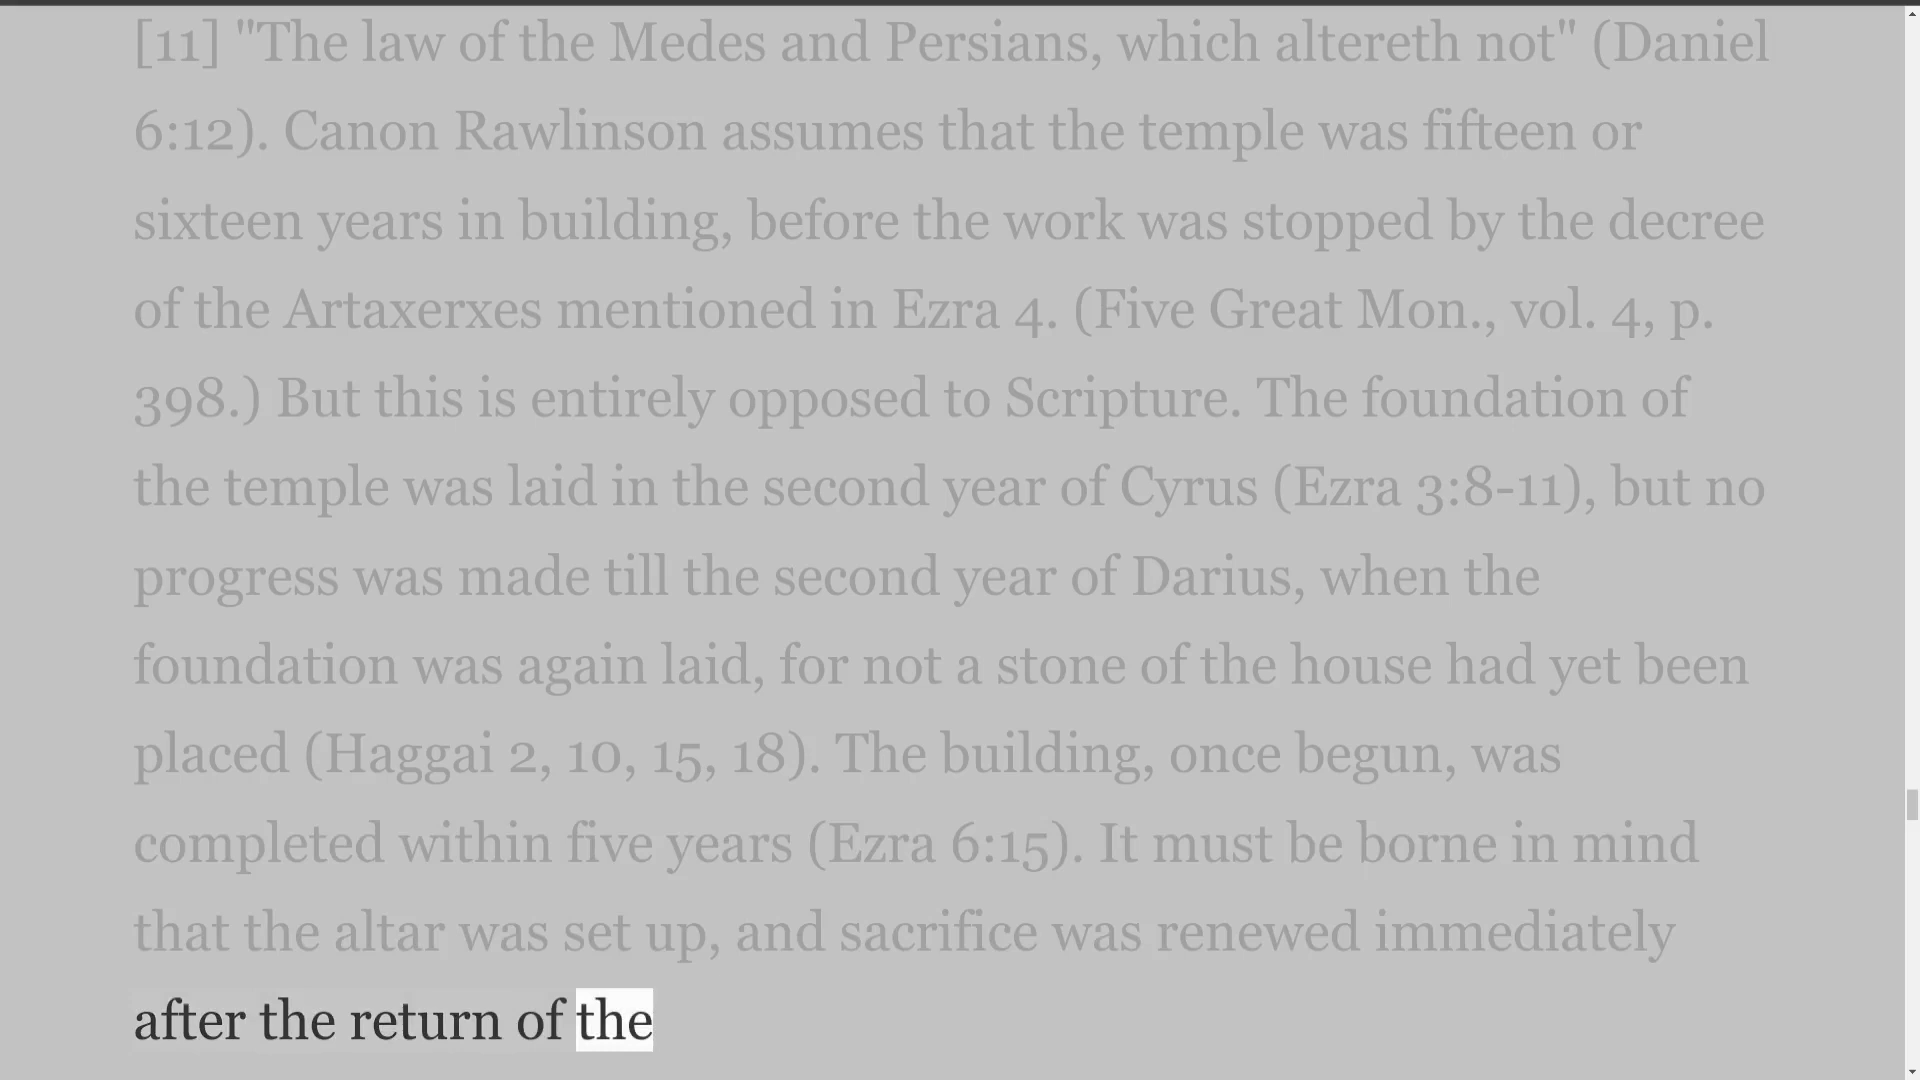 [11] "The law of the Medes and Persians, which altereth not" (Daniel
6:12). Canon Rawlinson assumes that the temple was fifteen or
sixteen years in building, before the work was stopped by the decree
of the Artaxerxes mentioned in Ezra 4. (Five Great Mon., vol. 4, p.
398.) But this is entirely opposed to Scripture. The foundation of
the temple was laid in the second year of Cyrus (Ezra 3:8-11), but no
progress was made till the second year of Darius, when the
foundation was again laid, for not a stone of the house had yet been
placed (Haggai 2, 10, 15, 18). The building, once begun, was
completed within five years (Ezra 6:15). It must be borne in mind
that the altar was set up, and sacrifice was renewed immediately
after the return of the